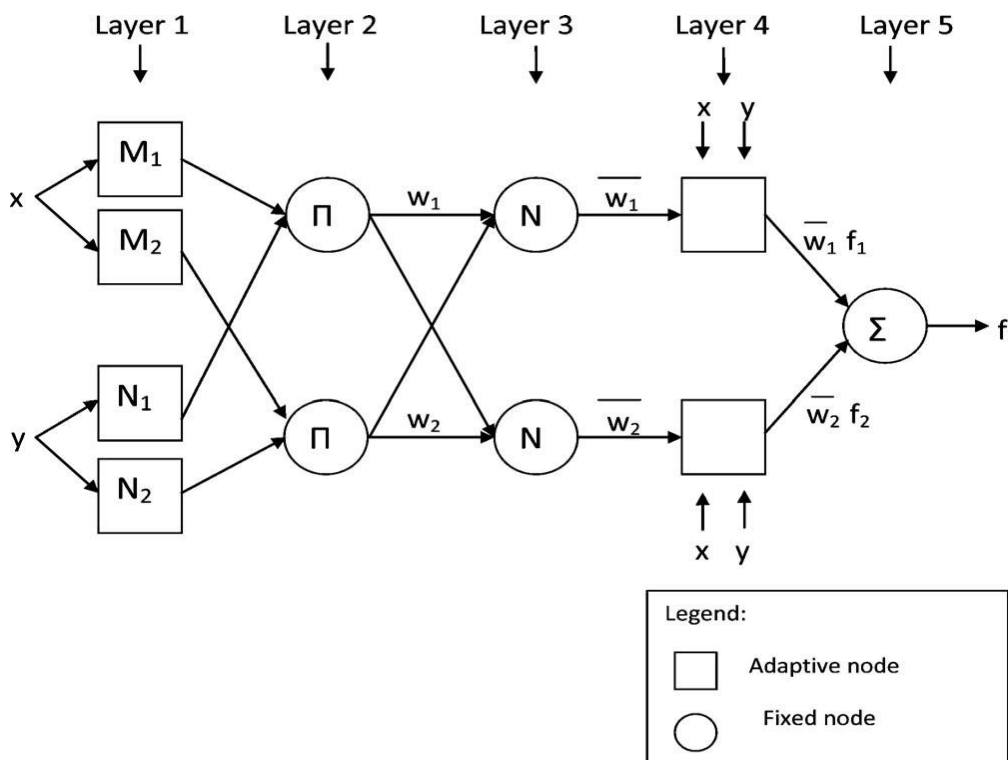 Layer 1 Layer 2 Layer 3 Layer 4 Layer 5
x y
M₁
x
M₂
Π w₁ N w̅₁
w̅₁ f₁
Σ f
N₁
y
N₂
Π w₂ N w̅₂
w̅₂ f₂
x y
Legend:
Adaptive node
Fixed node